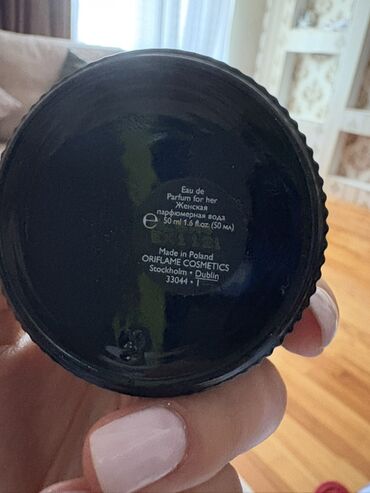 Eau de
Parfum for her
Женская
парфюмерная вода
℮ 50 ml 1.6 fl.oz. (50 мл)
Made in Poland
ORIFLAME COSMETICS
Stockholm • Dublin
33044 • 1